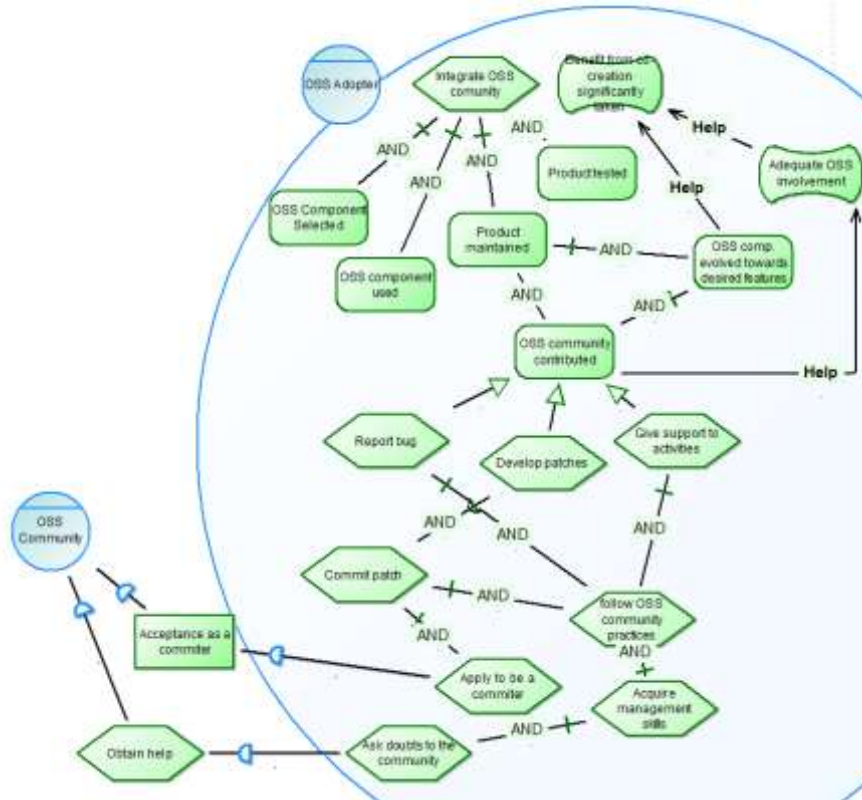 OSS Adopter
Integrate OSS
comunity
Benefit from co-
creation
significantly
taken
Help
AND
AND
AND
AND
Product tested
Adequate OSS
involvement
Help
OSS Component
Selected
Product
maintained
AND
OSS comp.
evolved towards
desired features
OSS component
used
AND
AND
OSS community
contributed
Help
Report bug
Develop patches
Give support to
activities
OSS
Community
AND
AND
AND
Commit patch
AND
follow OSS
community
practices
Acceptance as a
commiter
AND
AND
Apply to be a
commiter
Acquire
management
skills
Obtain help
Ask doubts to the
community
AND